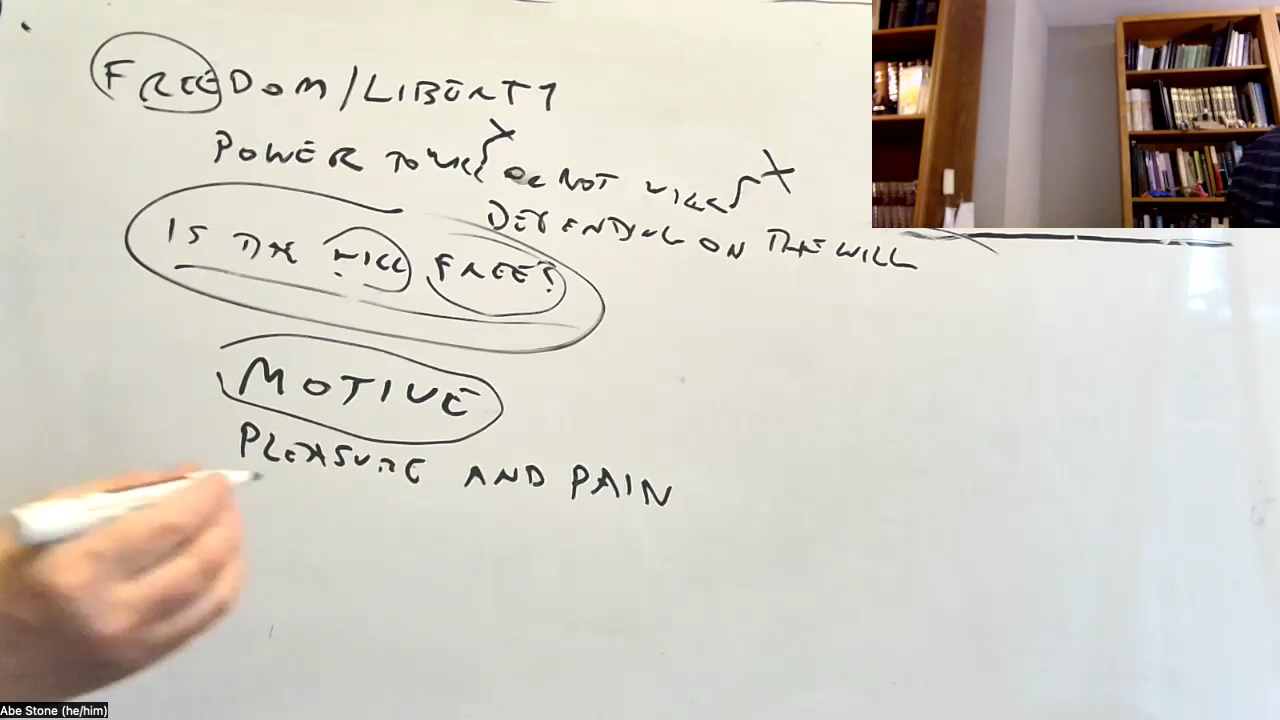 FREEDOM/LIBERTY
X
POWER TO WILL OR NOT WILL X
DEPENDING ON THE WILL
IS THE WILL FREE?
MOTIVE
PLEASURE AND PAIN
Abe Stone (he/him)